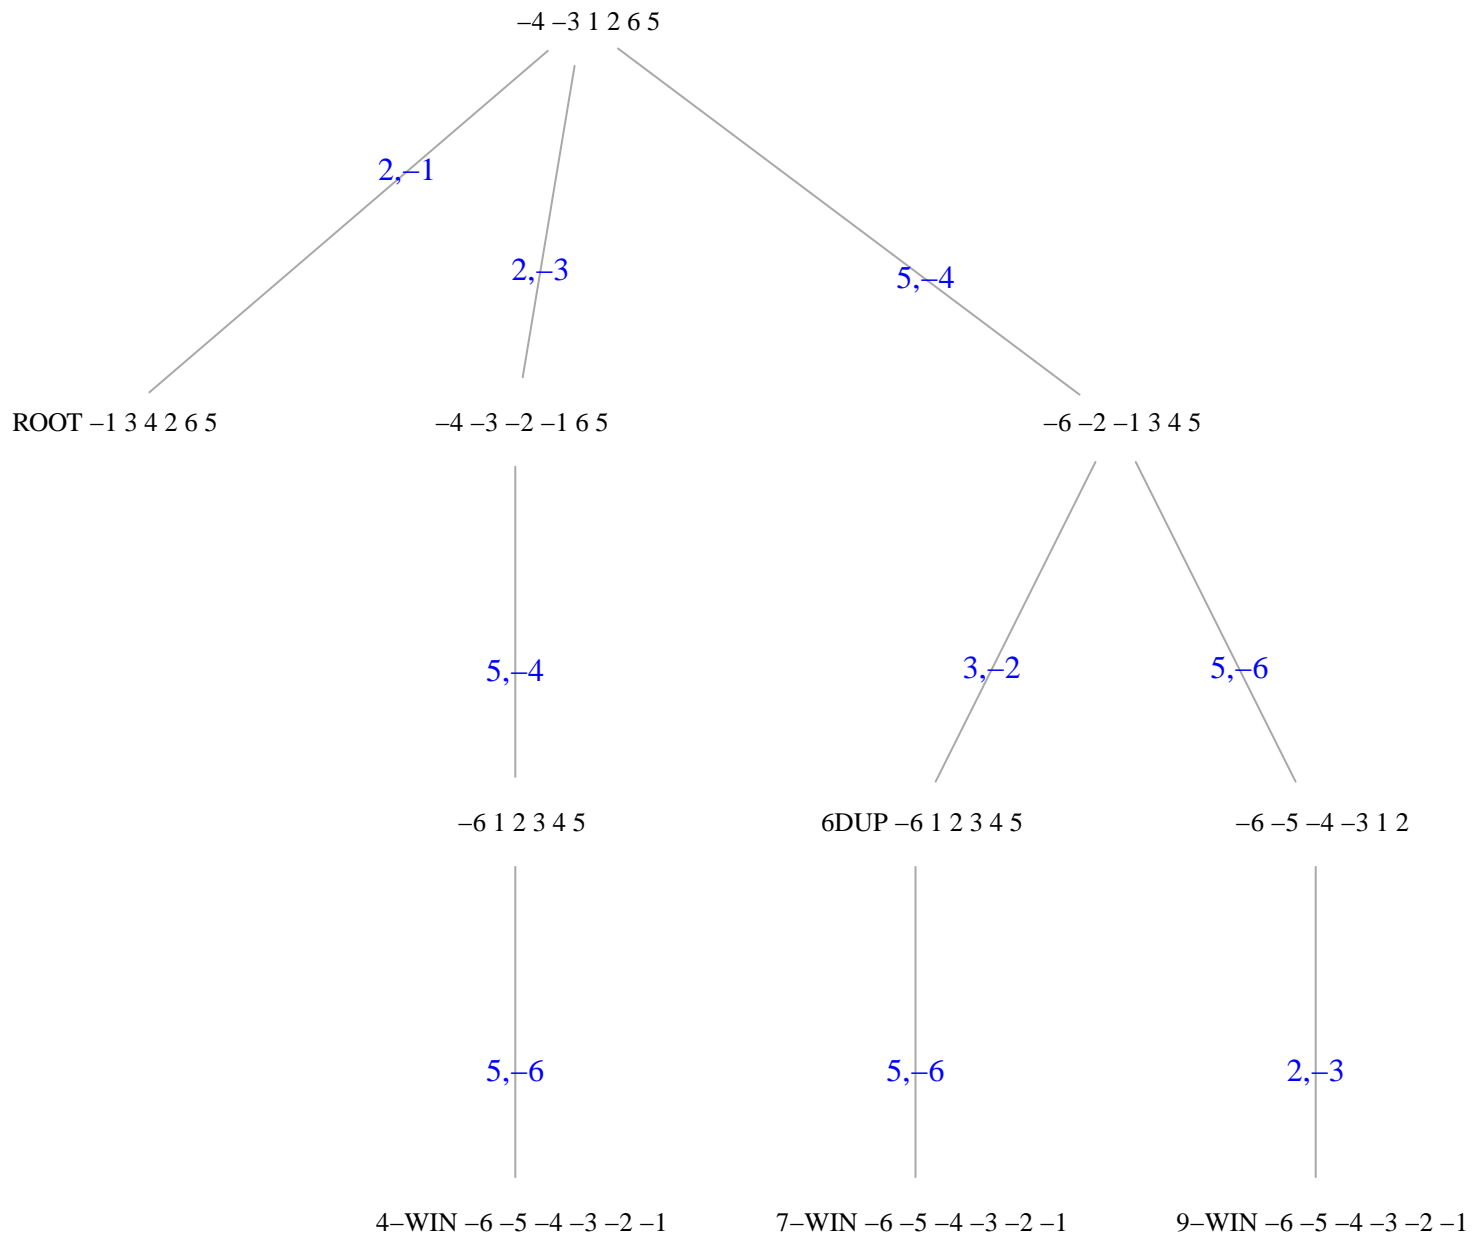 –4 –3 1 2 6 5
2,–1
2,–3
5,–4
ROOT –1 3 4 2 6 5
–4 –3 –2 –1 6 5
–6 –2 –1 3 4 5
5,–4
3,–2
5,–6
–6 1 2 3 4 5
6DUP –6 1 2 3 4 5
–6 –5 –4 –3 1 2
5,–6
5,–6
2,–3
4–WIN –6 –5 –4 –3 –2 –1
7–WIN –6 –5 –4 –3 –2 –1
9–WIN –6 –5 –4 –3 –2 –1